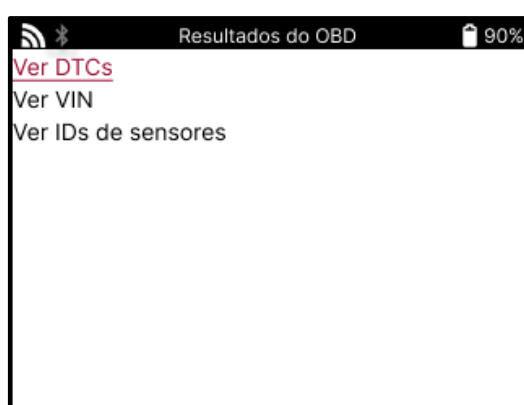 Resultados do OBD 90%
Ver DTCs
Ver VIN
Ver IDs de sensores